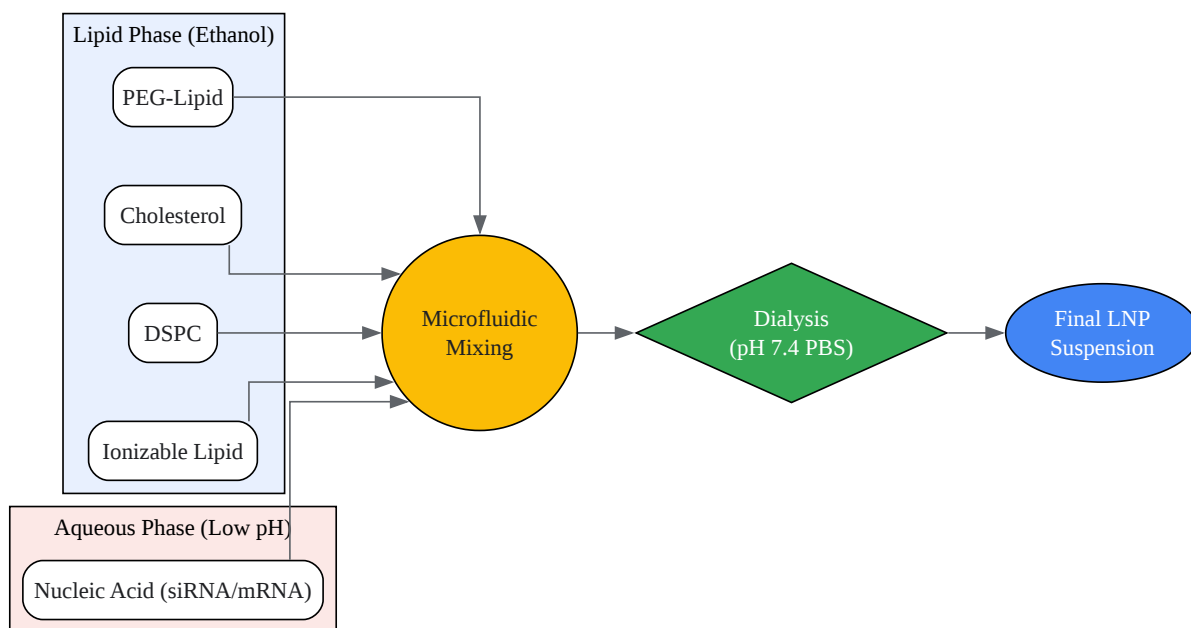 Lipid Phase (Ethanol)
PEG-Lipid
Cholesterol
DSPC
Ionizable Lipid
Aqueous Phase (Low pH)
Nucleic Acid (siRNA/mRNA)
Microfluidic
Mixing
Dialysis
(pH 7.4 PBS)
Final LNP
Suspension